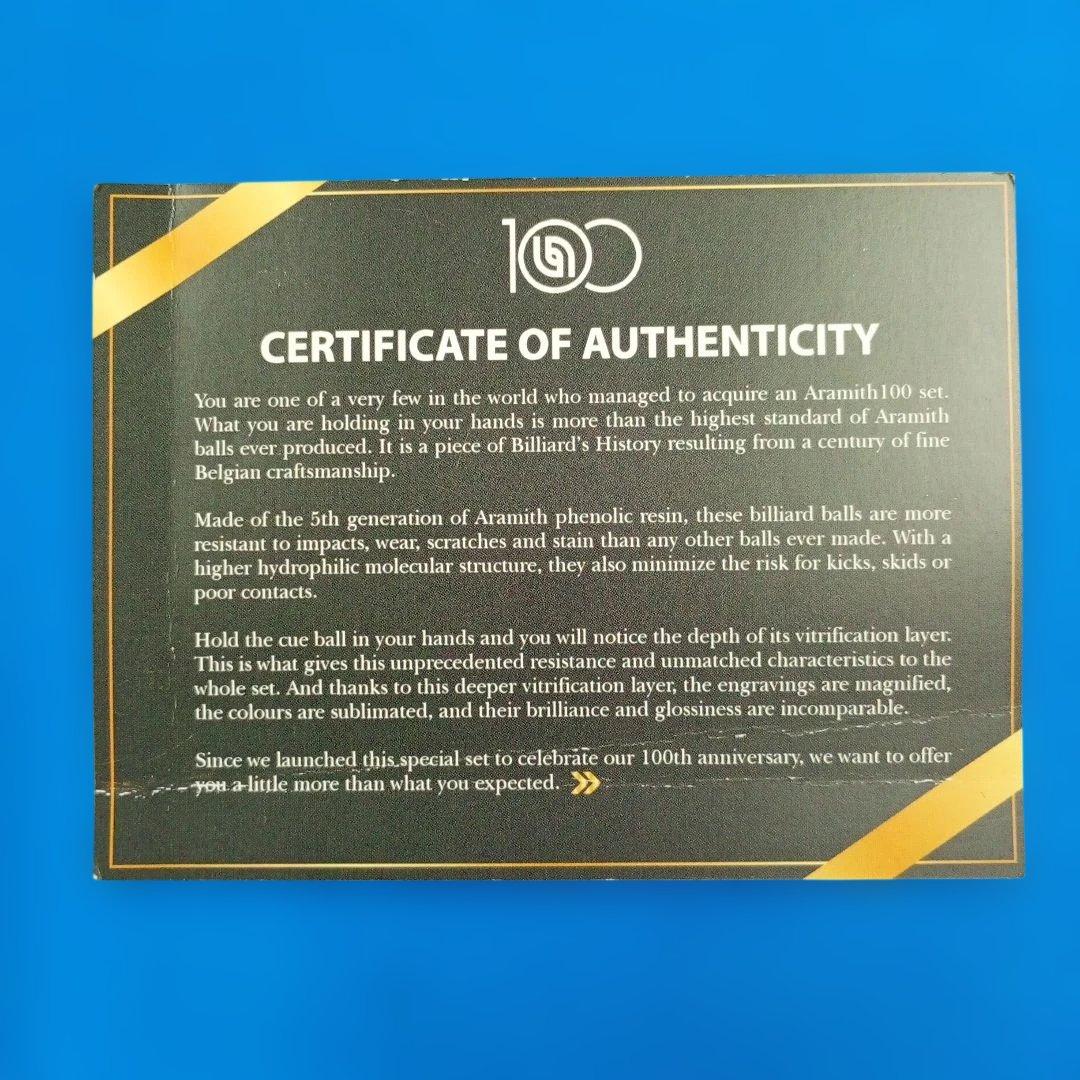 100
CERTIFICATE OF AUTHENTICITY
You are one of a very few in the world who managed to acquire an Aramith100 set.
What you are holding in your hands is more than the highest standard of Aramith
balls ever produced. It is a piece of Billiard's History resulting from a century of fine
Belgian craftsmanship.
Made of the 5th generation of Aramith phenolic resin, these billiard balls are more
resistant to impacts, wear, scratches and stain than any other balls ever made. With a
higher hydrophilic molecular structure, they also minimize the risk for kicks, skids or
poor contacts.
Hold the cue ball in your hands and you will notice the depth of its vitrification layer.
This is what gives this unprecedented resistance and unmatched characteristics to the
whole set. And thanks to this deeper vitrification layer, the engravings are magnified,
the colours are sublimated, and their brilliance and glossiness are incomparable.
Since we launched this special set to celebrate our 100th anniversary, we want to offer
you a little more than what you expected.